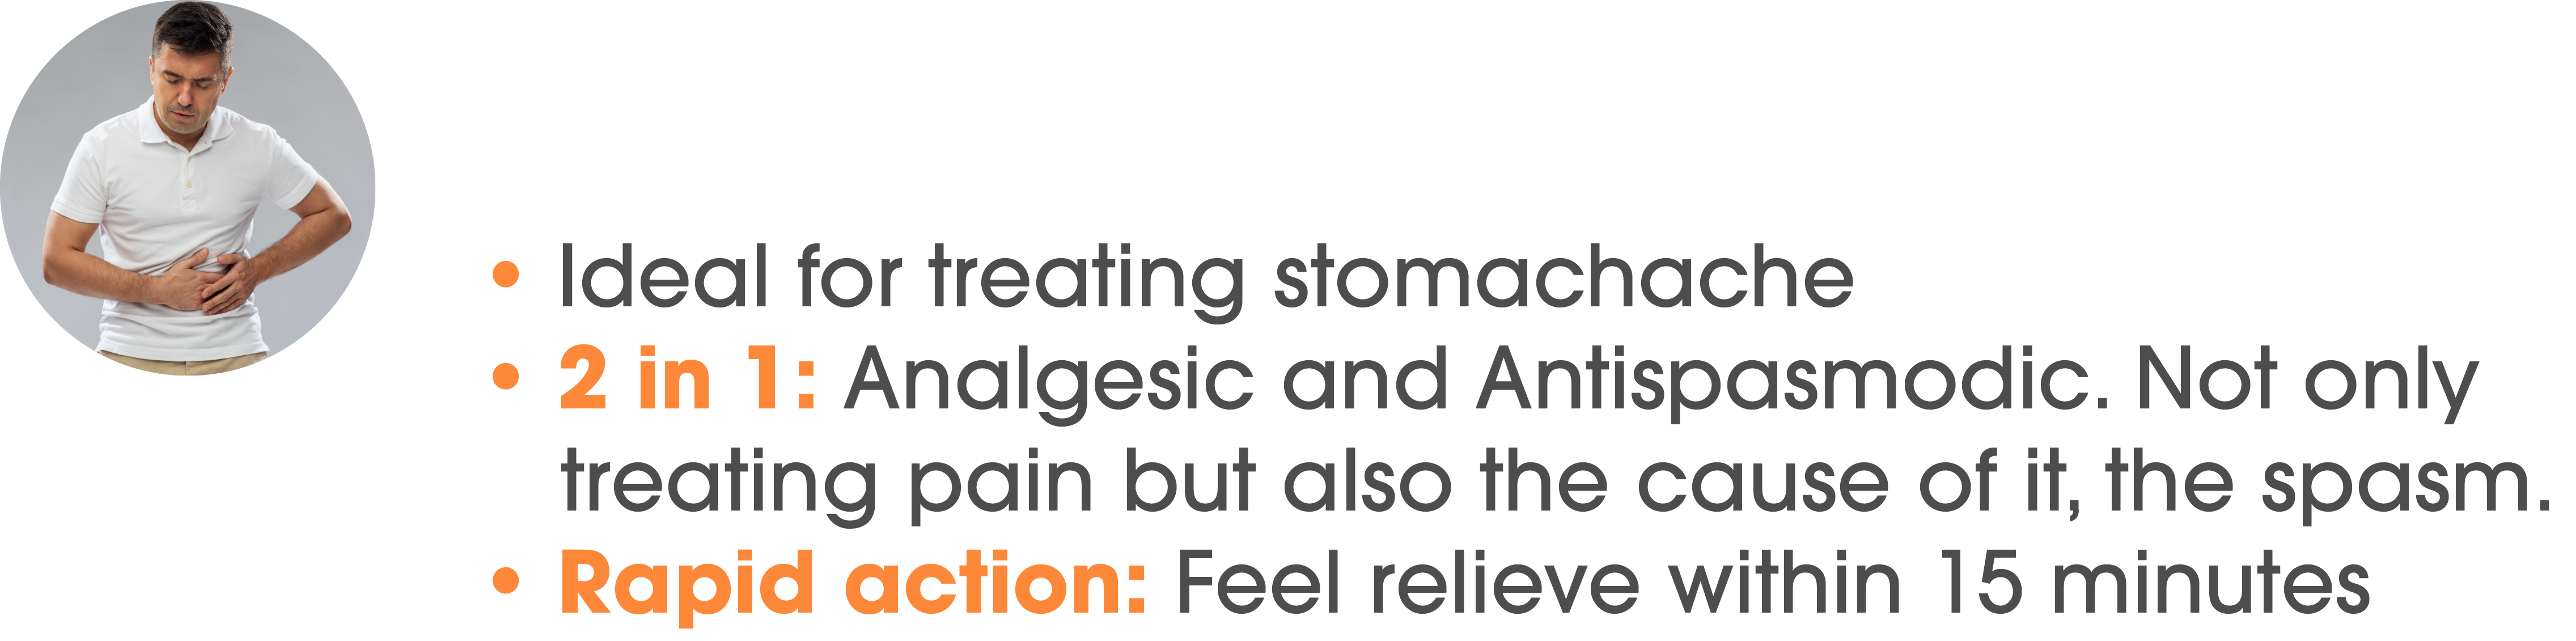 • Ideal for treating stomachache
• 2 in 1: Analgesic and Antispasmodic. Not only
treating pain but also the cause of it, the spasm.
• Rapid action: Feel relieve within 15 minutes